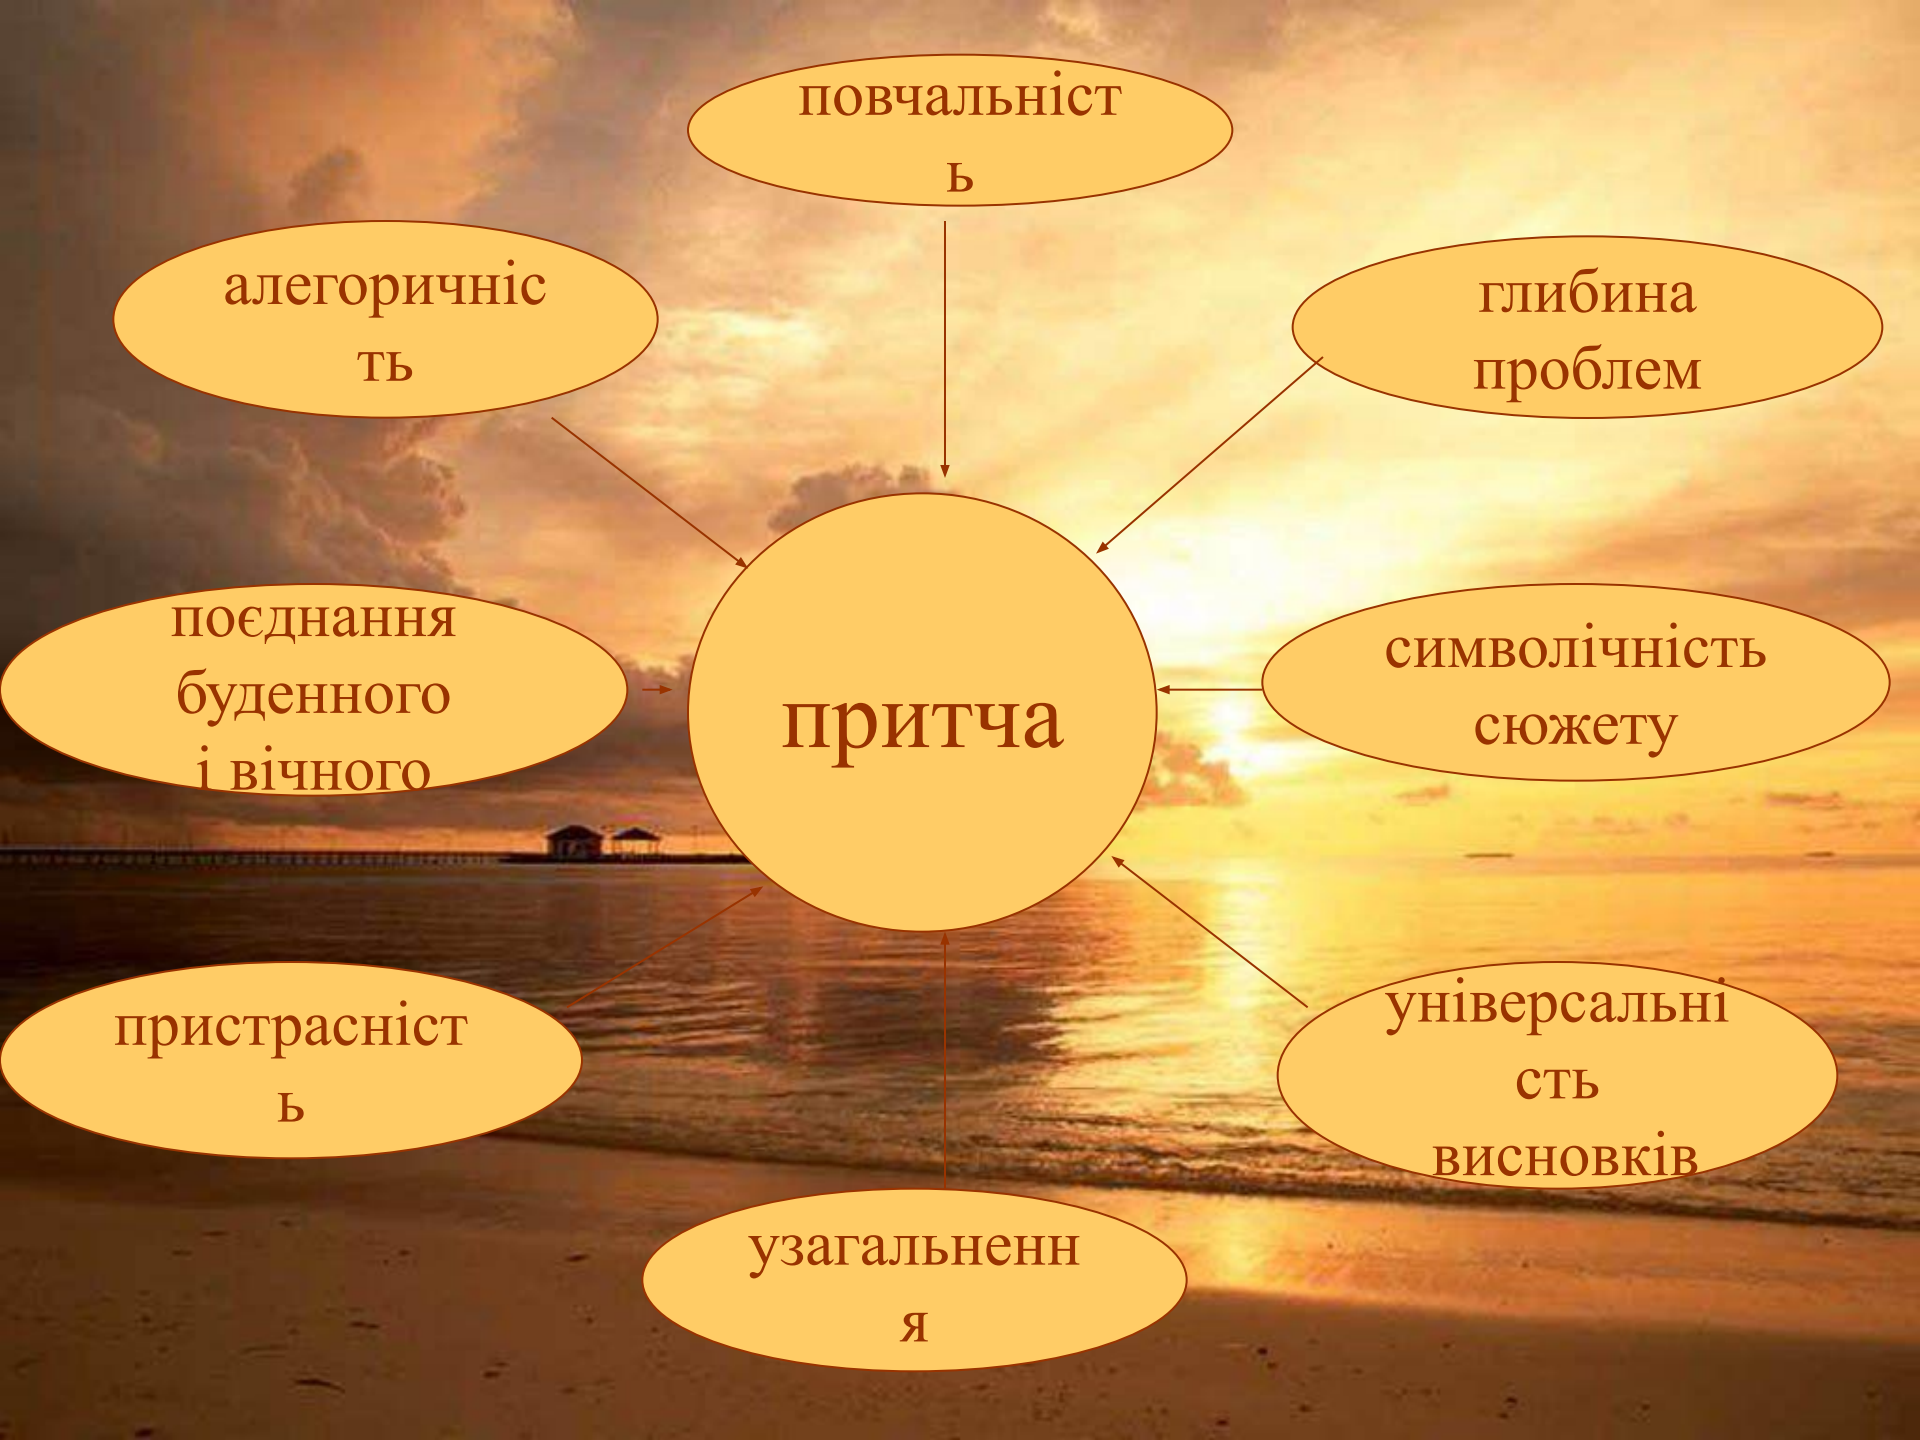 повчальніст
ь
алегоричніс
ть
глибина
проблем
поєднання
буденного
і вічного
притча
символічність
сюжету
пристрасніст
ь
універсальні
сть
висновків
узагальненн
я